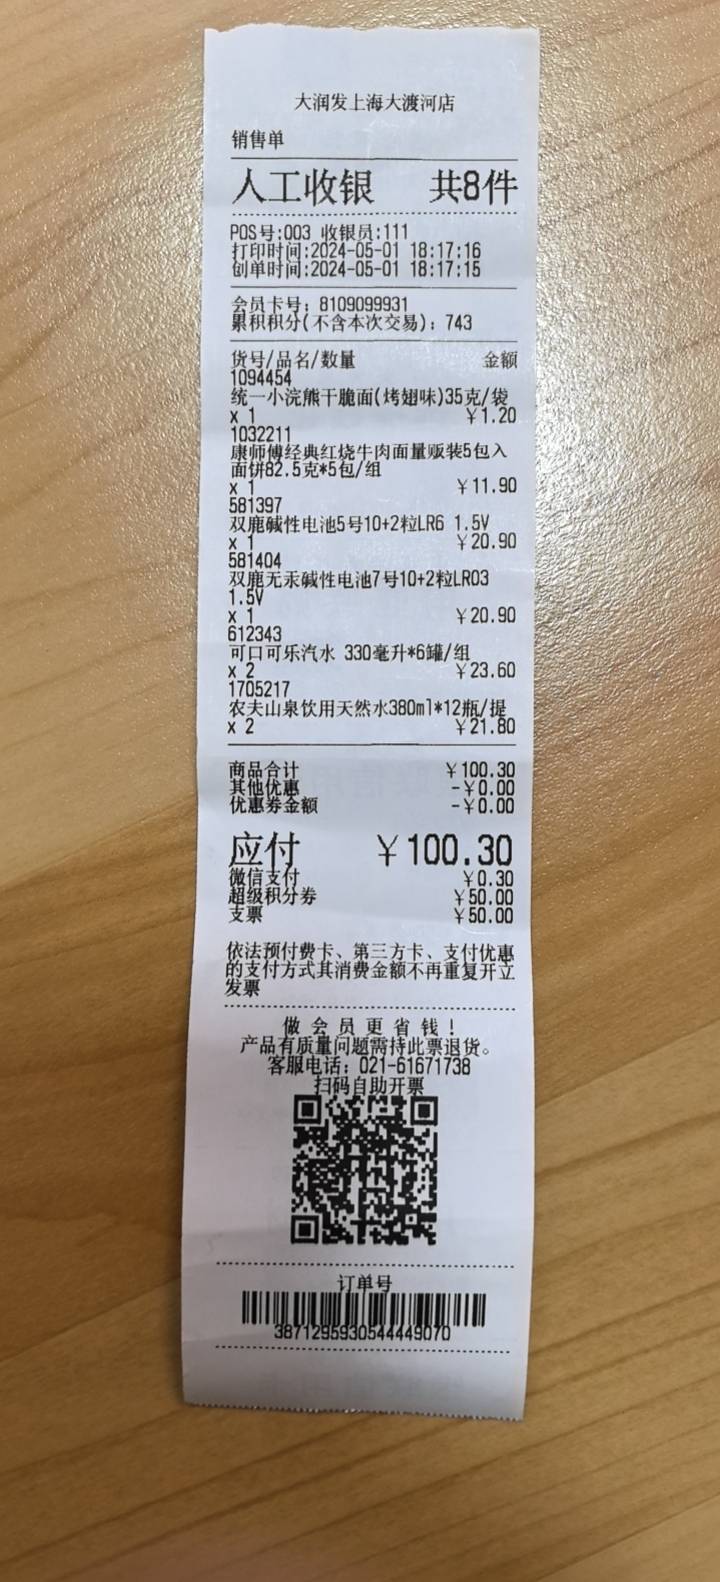 大润发上海大渡河店
销售单
人工收银 共8件
POS号:003 收银员:111
打印时间:2024-05-01 18:17:16
创单时间:2024-05-01 18:17:15
会员卡号: 8109099931
累积积分(不含本次交易): 743
货号/品名/数量 金额
1094454
统一小浣熊干脆面(烤翅味)35克/袋
x 1 ￥1.20
1032211
康师傅经典红烧牛肉面量贩装5包入
面饼82.5克*5包/组
x 1 ￥11.90
581397
双鹿碱性电池5号10+2粒LR6 1.5V
x 1 ￥20.90
581404
双鹿无汞碱性电池7号10+2粒LR03
1.5V
x 1 ￥20.90
612343
可口可乐汽水 330毫升*6罐/组
x 2 ￥23.60
1705217
农夫山泉饮用天然水380ml*12瓶/提
x 2 ￥21.80
商品合计 ￥100.30
其他优惠 -￥0.00
优惠券金额 -￥0.00
应付 ￥100.30
微信支付 ￥0.30
超级积分券 ￥50.00
支票 ￥50.00
依法预付费卡、第三方卡、支付优惠
的支付方式其消费金额不再重复开立
发票
做会员更省钱!
产品有质量问题需持此票退货。
客服电话: 021-61671738
扫码自助开票
订单号
3871295930544449070